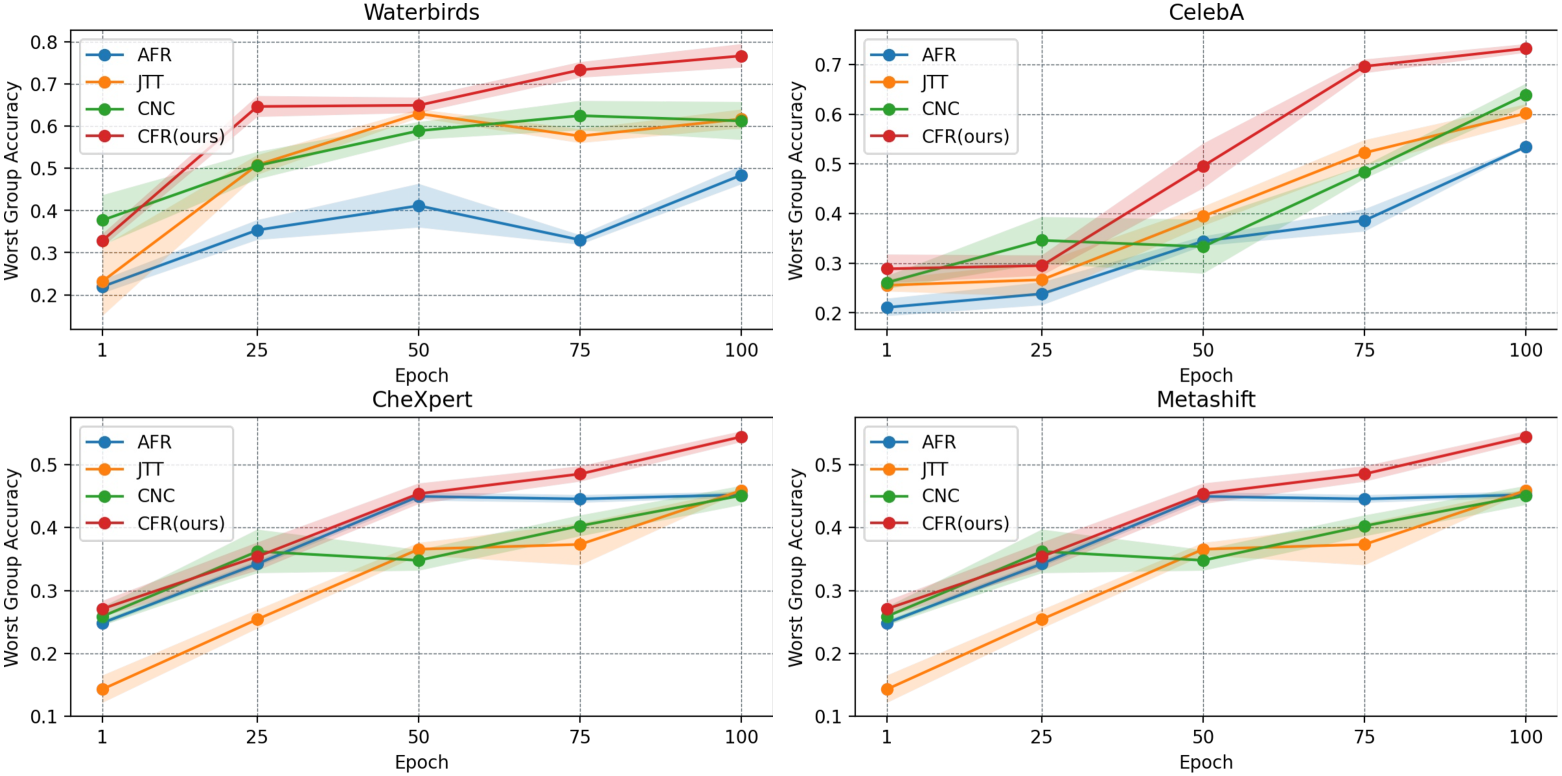 Waterbirds
Worst Group Accuracy
0.8
0.7
0.6
0.5
0.4
0.3
0.2
AFR
JTT
CNC
CFR(ours)
1 25 50 75 100
Epoch
CelebA
Worst Group Accuracy
0.7
0.6
0.5
0.4
0.3
0.2
AFR
JTT
CNC
CFR(ours)
1 25 50 75 100
Epoch
CheXpert
Worst Group Accuracy
0.5
0.4
0.3
0.2
0.1
AFR
JTT
CNC
CFR(ours)
1 25 50 75 100
Epoch
Metashift
Worst Group Accuracy
0.5
0.4
0.3
0.2
0.1
AFR
JTT
CNC
CFR(ours)
1 25 50 75 100
Epoch